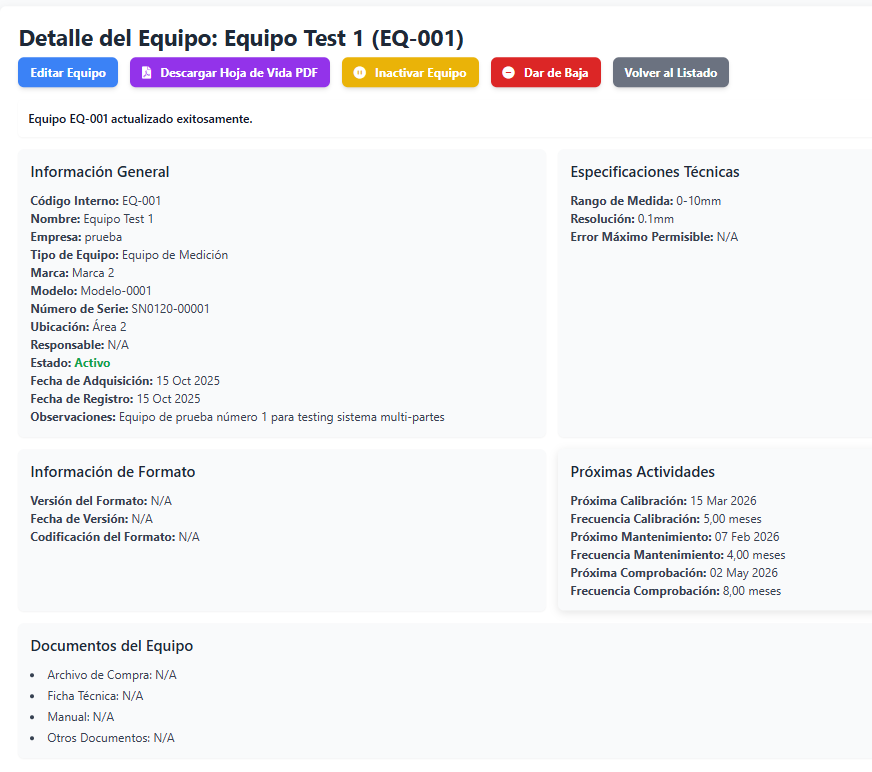 Detalle del Equipo: Equipo Test 1 (EQ-001)
Editar Equipo
Descargar Hoja de Vida PDF
Inactivar Equipo
Dar de Baja
Volver al Listado
Equipo EQ-001 actualizado exitosamente.
Información General
Código Interno: EQ-001
Nombre: Equipo Test 1
Empresa: prueba
Tipo de Equipo: Equipo de Medición
Marca: Marca 2
Modelo: Modelo-0001
Número de Serie: SN0120-00001
Ubicación: Área 2
Responsable: N/A
Estado: Activo
Fecha de Adquisición: 15 Oct 2025
Fecha de Registro: 15 Oct 2025
Observaciones: Equipo de prueba número 1 para testing sistema multi-partes
Especificaciones Técnicas
Rango de Medida: 0-10mm
Resolución: 0.1mm
Error Máximo Permisible: N/A
Información de Formato
Versión del Formato: N/A
Fecha de Versión: N/A
Codificación del Formato: N/A
Próximas Actividades
Próxima Calibración: 15 Mar 2026
Frecuencia Calibración: 5,00 meses
Próximo Mantenimiento: 07 Feb 2026
Frecuencia Mantenimiento: 4,00 meses
Próxima Comprobación: 02 May 2026
Frecuencia Comprobación: 8,00 meses
Documentos del Equipo
• Archivo de Compra: N/A
• Ficha Técnica: N/A
• Manual: N/A
• Otros Documentos: N/A